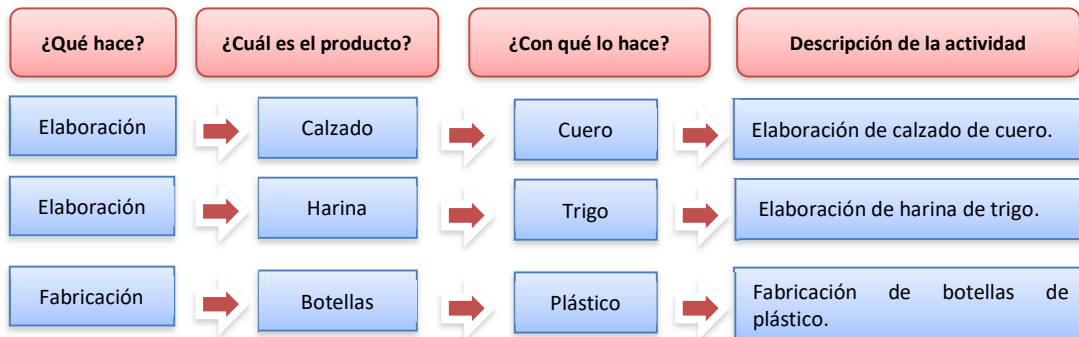 ¿Qué hace? ¿Cuál es el producto? ¿Con qué lo hace? Descripción de la actividad
Elaboración Calzado Cuero Elaboración de calzado de cuero.
Elaboración Harina Trigo Elaboración de harina de trigo.
Fabricación Botellas Plástico Fabricación de botellas de
plástico.